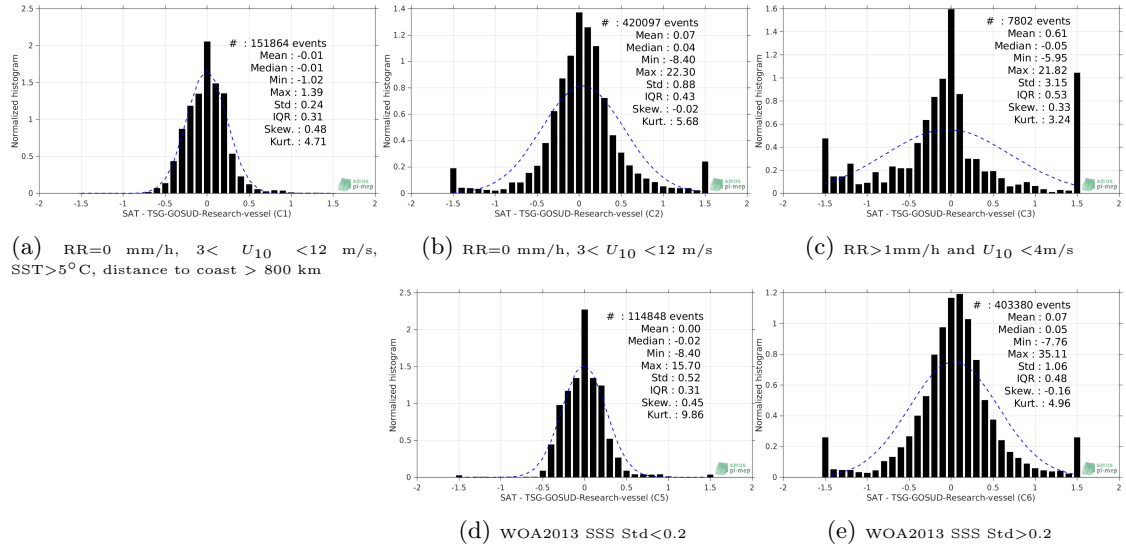 2.5
2
1.5
1
0.5
0
Normalized histogram
# : 151864 events
Mean : -0.01
Median : -0.01
Min : -1.02
Max : 1.39
Std : 0.24
IQR : 0.31
Skew. : 0.48
Kurt. : 4.71
smos
pi-mep
-2 -1.5 -1 -0.5 0 0.5 1 1.5 2
SAT - TSG-GOSUD-Research-vessel (C1)
(a) RR=0 mm/h, 3< U10 <12 m/s,
SST>5°C, distance to coast > 800 km
1.4
1.2
1
0.8
0.6
0.4
0.2
0
Normalized histogram
# : 420097 events
Mean : 0.07
Median : 0.04
Min : -8.40
Max : 22.30
Std : 0.88
IQR : 0.43
Skew. : -0.02
Kurt. : 5.68
smos
pi-mep
-2 -1.5 -1 -0.5 0 0.5 1 1.5 2
SAT - TSG-GOSUD-Research-vessel (C2)
(b) RR=0 mm/h, 3< U10 <12 m/s
1.6
1.4
1.2
1
0.8
0.6
0.4
0.2
0
Normalized histogram
# : 7802 events
Mean : 0.61
Median : -0.05
Min : -5.95
Max : 21.82
Std : 3.15
IQR : 0.53
Skew. : 0.33
Kurt. : 3.24
smos
pi-mep
-2 -1.5 -1 -0.5 0 0.5 1 1.5 2
SAT - TSG-GOSUD-Research-vessel (C3)
(c) RR>1mm/h and U10 <4m/s
2.5
2
1.5
1
0.5
0
Normalized histogram
# : 114848 events
Mean : 0.00
Median : -0.02
Min : -8.40
Max : 15.70
Std : 0.52
IQR : 0.31
Skew. : 0.45
Kurt. : 9.86
smos
pi-mep
-2 -1.5 -1 -0.5 0 0.5 1 1.5 2
SAT - TSG-GOSUD-Research-vessel (C5)
(d) WOA2013 SSS Std<0.2
1.2
1
0.8
0.6
0.4
0.2
0
Normalized histogram
# : 403380 events
Mean : 0.07
Median : 0.05
Min : -7.76
Max : 35.11
Std : 1.06
IQR : 0.48
Skew. : -0.16
Kurt. : 4.96
smos
pi-mep
-2 -1.5 -1 -0.5 0 0.5 1 1.5 2
SAT - TSG-GOSUD-Research-vessel (C6)
(e) WOA2013 SSS Std>0.2